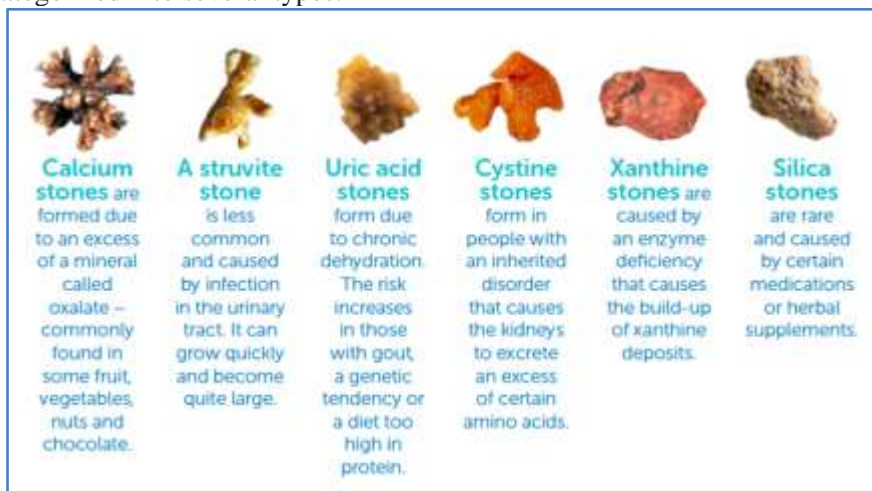 Calcium
stones are
formed due
to an excess
of a mineral
called
oxalate –
commonly
found in
some fruit,
vegetables,
nuts and
chocolate.
A struvite
stone
is less
common
and caused
by infection
in the urinary
tract. It can
grow quickly
and become
quite large.
Uric acid
stones
form due
to chronic
dehydration.
The risk
increases
in those
with gout,
a genetic
tendency or
a diet too
high in
protein.
Cystine
stones
form in
people with
an inherited
disorder
that causes
the kidneys
to excrete
an excess
of certain
amino acids.
Xanthine
stones are
caused by
an enzyme
deficiency
that causes
the build-up
of xanthine
deposits.
Silica
stones
are rare
and caused
by certain
medications
or herbal
supplements.